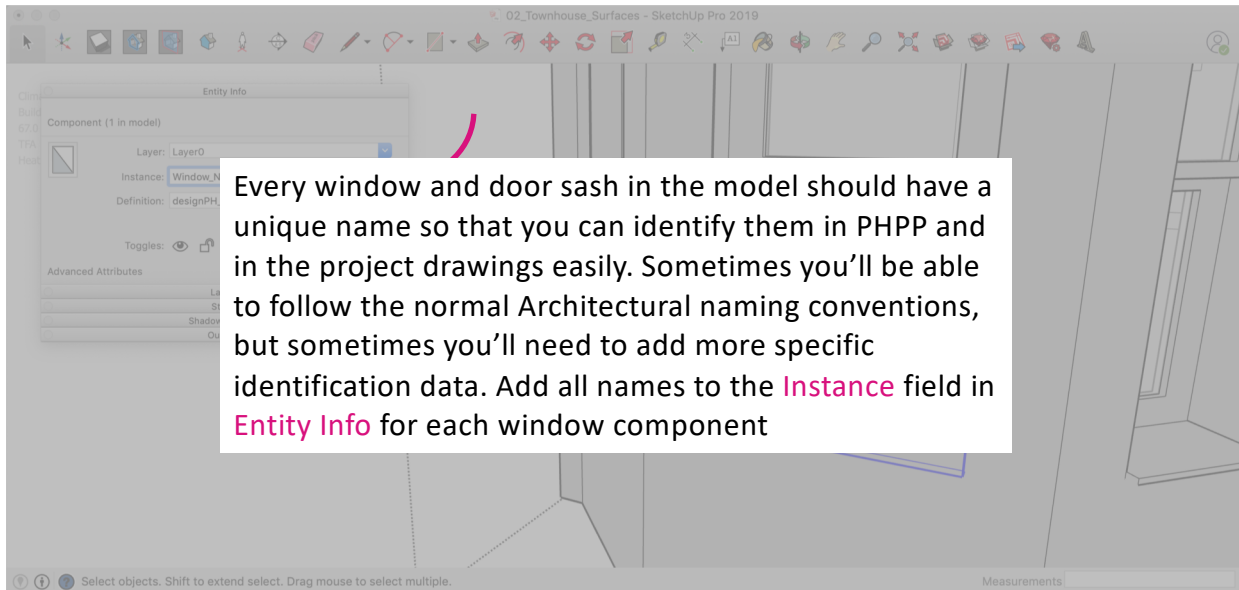 02_Townhouse_Surfaces - SketchUp Pro 2019
A1
Entity Info
Component (1 in model)
Layer: Layer0
Instance: Window_N
Definition: designPH_
Toggles:
Advanced Attributes
Shadow
Every window and door sash in the model should have a
unique name so that you can identify them in PHPP and
in the project drawings easily. Sometimes you’ll be able
to follow the normal Architectural naming conventions,
but sometimes you’ll need to add more specific
identification data. Add all names to the Instance field in
Entity Info for each window component
Select objects. Shift to extend select. Drag mouse to select multiple.
Measurements